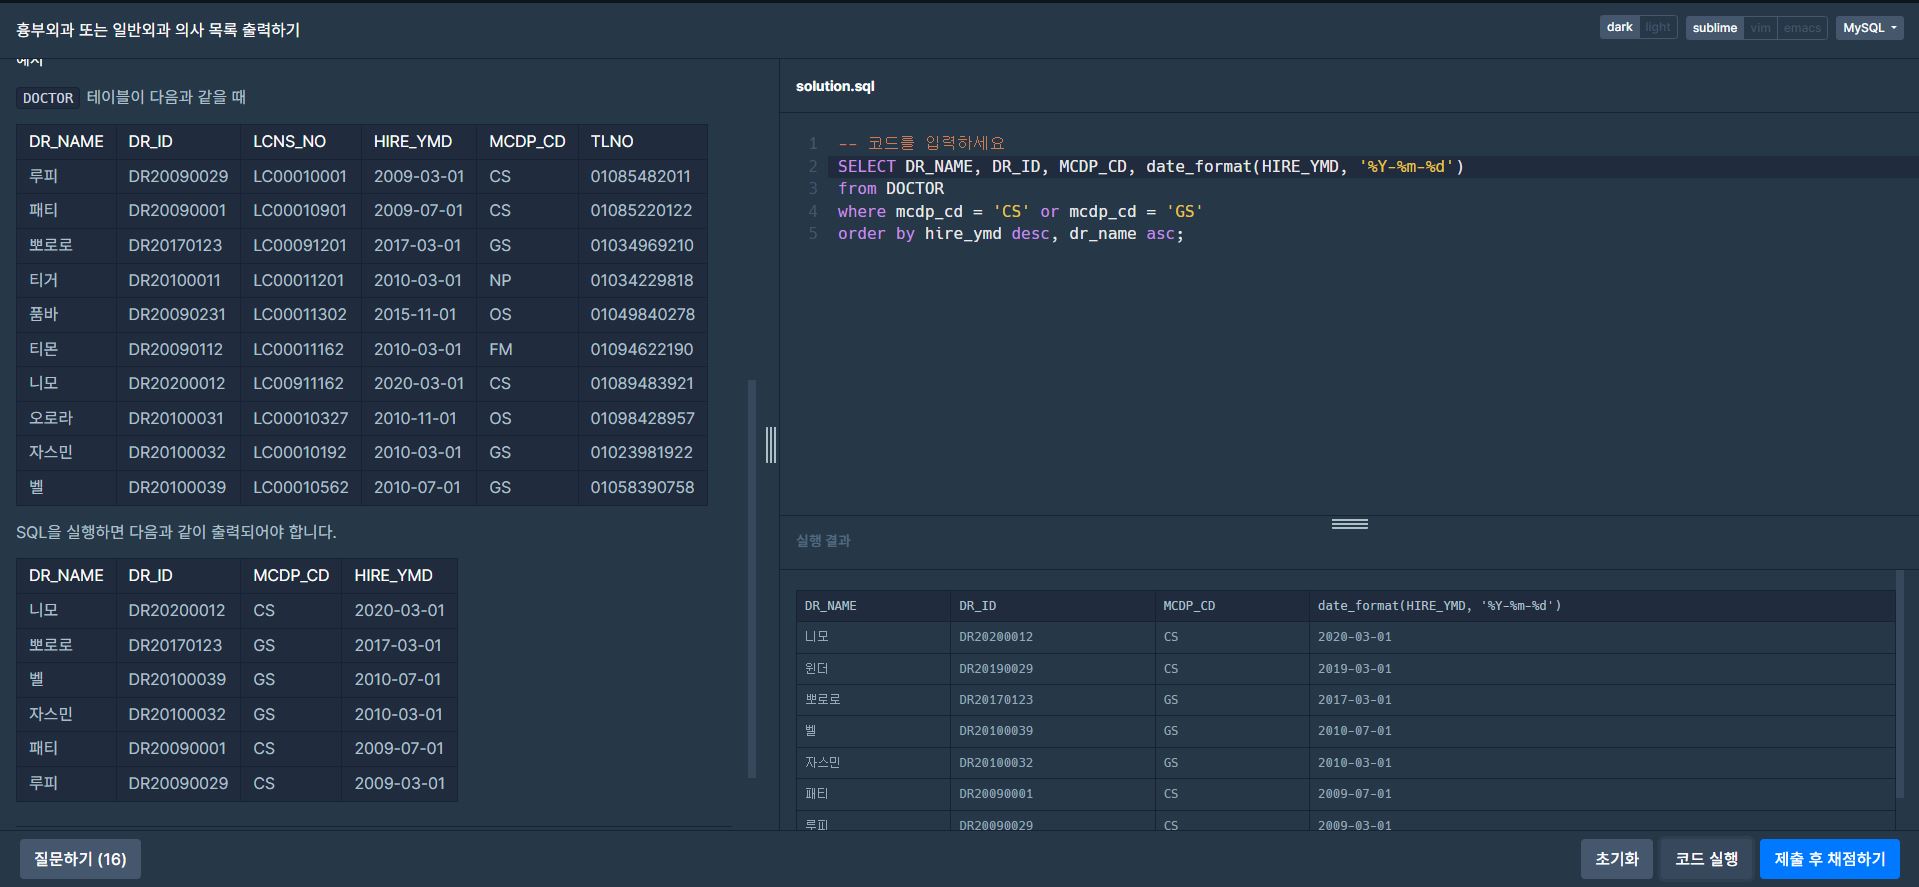 흉부외과 또는 일반외과 의사 목록 출력하기
dark light sublime vim emacs MySQL
예시
DOCTOR 테이블이 다음과 같을 때
DR_NAME DR_ID LCNS_NO HIRE_YMD MCDP_CD TLNO
루피 DR20090029 LC00010001 2009-03-01 CS 01085482011
패티 DR20090001 LC00010901 2009-07-01 CS 01085220122
뽀로로 DR20170123 LC00091201 2017-03-01 GS 01034969210
티거 DR20100011 LC00011201 2010-03-01 NP 01034229818
품바 DR20090231 LC00011302 2015-11-01 OS 01049840278
티몬 DR20090112 LC00011162 2010-03-01 FM 01094622190
니모 DR20200012 LC00911162 2020-03-01 CS 01089483921
오로라 DR20100031 LC00010327 2010-11-01 OS 01098428957
자스민 DR20100032 LC00010192 2010-03-01 GS 01023981922
벨 DR20100039 LC00010562 2010-07-01 GS 01058390758
SQL을 실행하면 다음과 같이 출력되어야 합니다.
DR_NAME DR_ID MCDP_CD HIRE_YMD
니모 DR20200012 CS 2020-03-01
뽀로로 DR20170123 GS 2017-03-01
벨 DR20100039 GS 2010-07-01
자스민 DR20100032 GS 2010-03-01
패티 DR20090001 CS 2009-07-01
루피 DR20090029 CS 2009-03-01
solution.sql
1 -- 코드를 입력하세요
2 SELECT DR_NAME, DR_ID, MCDP_CD, date_format(HIRE_YMD, '%Y-%m-%d')
3 from DOCTOR
4 where mcdp_cd = 'CS' or mcdp_cd = 'GS'
5 order by hire_ymd desc, dr_name asc;
실행 결과
DR_NAME DR_ID MCDP_CD date_format(HIRE_YMD, '%Y-%m-%d')
니모 DR20200012 CS 2020-03-01
윈더 DR20190029 CS 2019-03-01
뽀로로 DR20170123 GS 2017-03-01
벨 DR20100039 GS 2010-07-01
자스민 DR20100032 GS 2010-03-01
패티 DR20090001 CS 2009-07-01
루피 DR20090029 CS 2009-03-01
질문하기 (16) 초기화 코드 실행 제출 후 채점하기